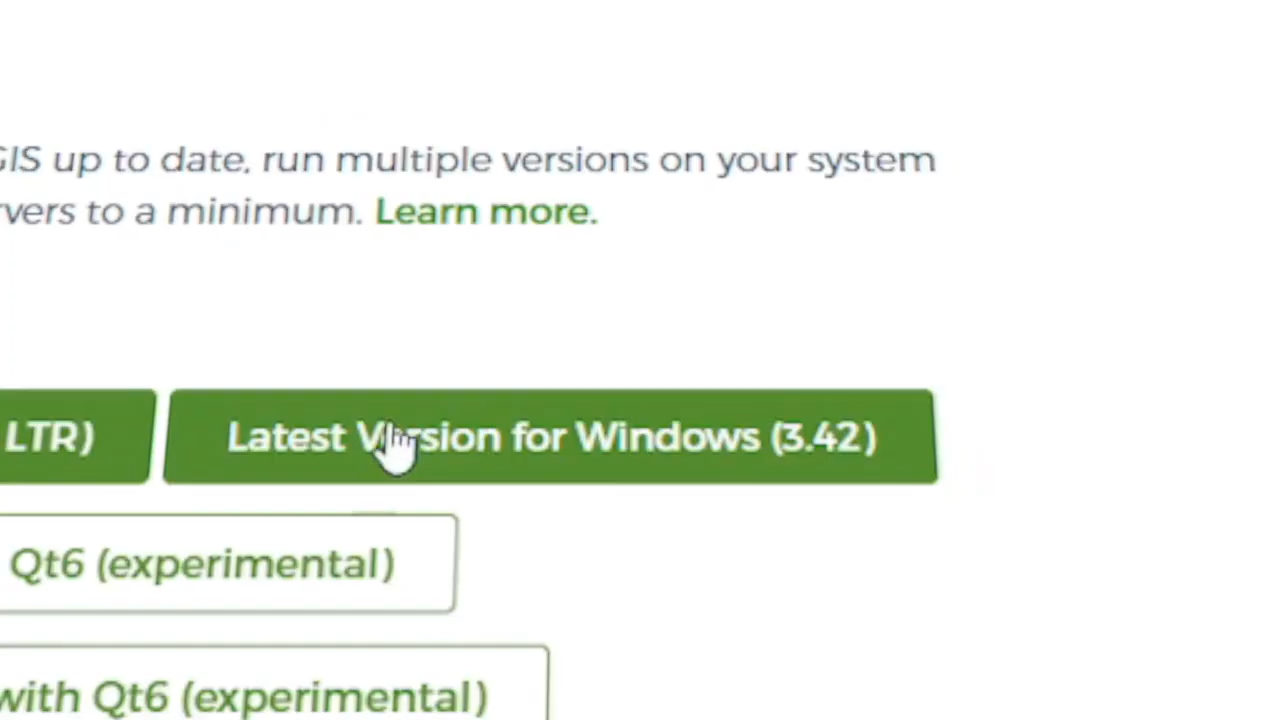 GIS up to date, run multiple versions on your system
rvers to a minimum. Learn more.
LTR)
Latest Version for Windows (3.42)
Qt6 (experimental)
with Qt6 (experimental)